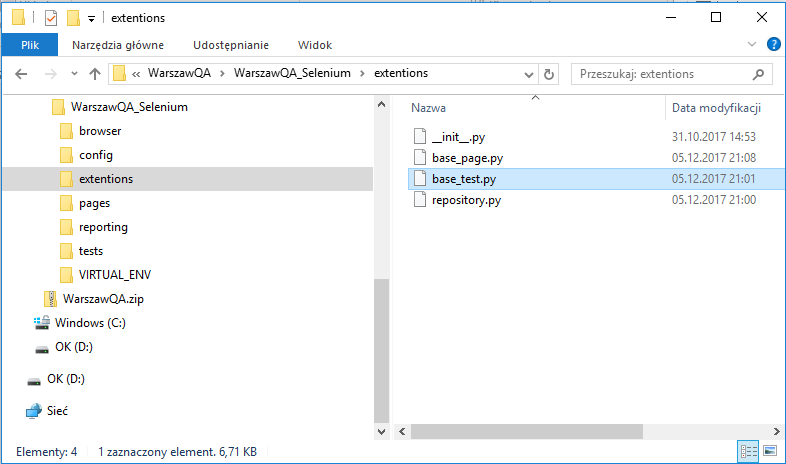 extentions
Plik Narzędzia główne Udostępnianie Widok
WarszawQA WarszawQA_Selenium extentions Przeszukaj: extentions
WarszawQA_Selenium
browser
config
extentions
pages
reporting
tests
VIRTUAL_ENV
WarszawQA.zip
Windows (C:)
OK (D:)
OK (D:)
Sieć
Nazwa Data modyfikacji
__init__.py 31.10.2017 14:53
base_page.py 05.12.2017 21:08
base_test.py 05.12.2017 21:01
repository.py 05.12.2017 21:00
Elementy: 4 1 zaznaczony element. 6,71 KB